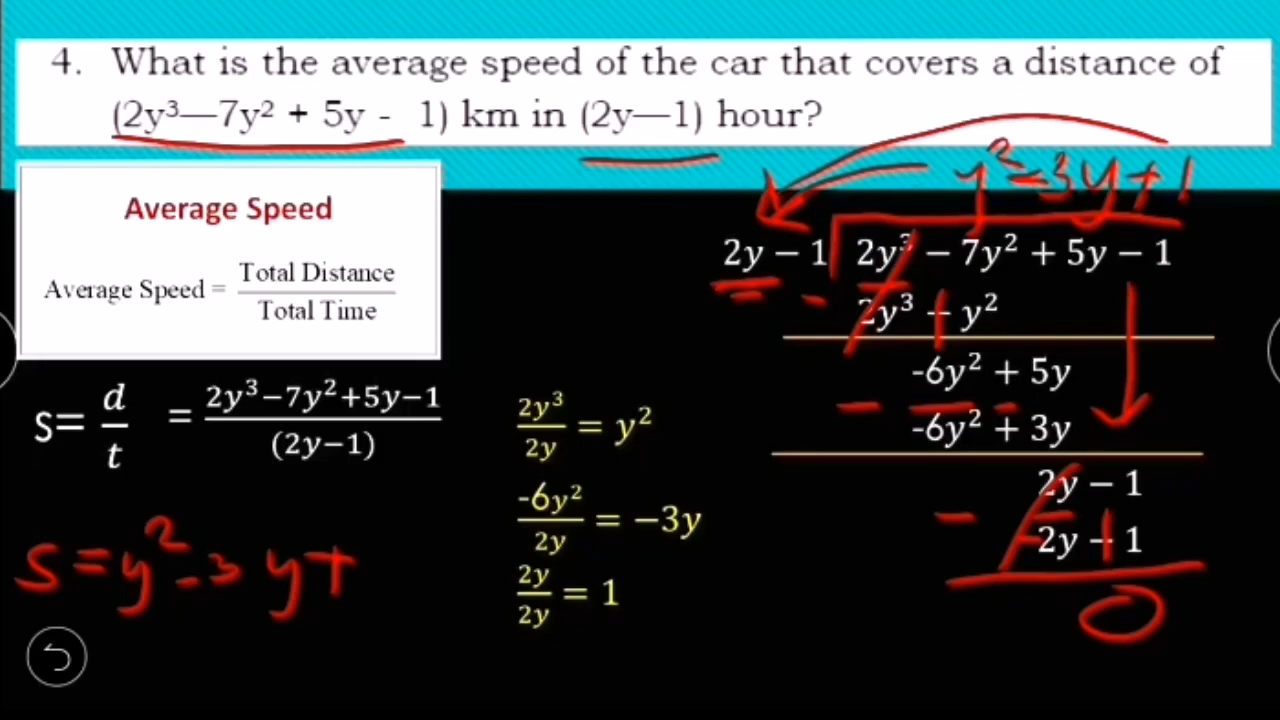 4. What is the average speed of the car that covers a distance of
(2y³—7y² + 5y - 1) km in (2y—1) hour?
Average Speed
Average Speed = Total Distance
Total Time
s= d/t = 2y³−7y²+5y−1
(2y−1)
s = y² - 3y +
2y³/2y = y²
-6y²/2y = −3y
2y/2y = 1
y² - 3y + 1
2y − 1 2y³ − 7y² + 5y − 1
- 2y³ − y²
-6y² + 5y
- -6y² + 3y
2y − 1
- 2y − 1
0